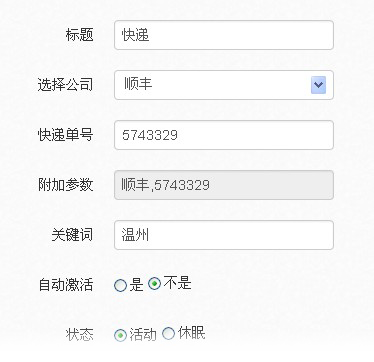 标题 快递
选择公司 顺丰
快递单号 5743329
附加参数 顺丰,5743329
关键词 温州
自动激活 是 不是
状态 活动 休眠